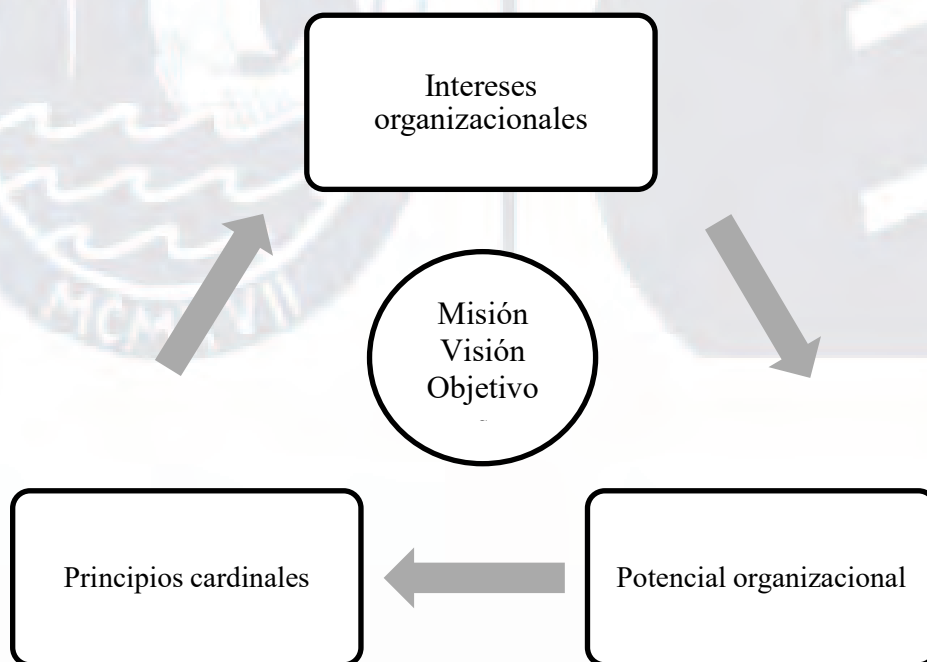 Intereses
organizacionales
Misión
Visión
Objetivo
Principios cardinales
Potencial organizacional